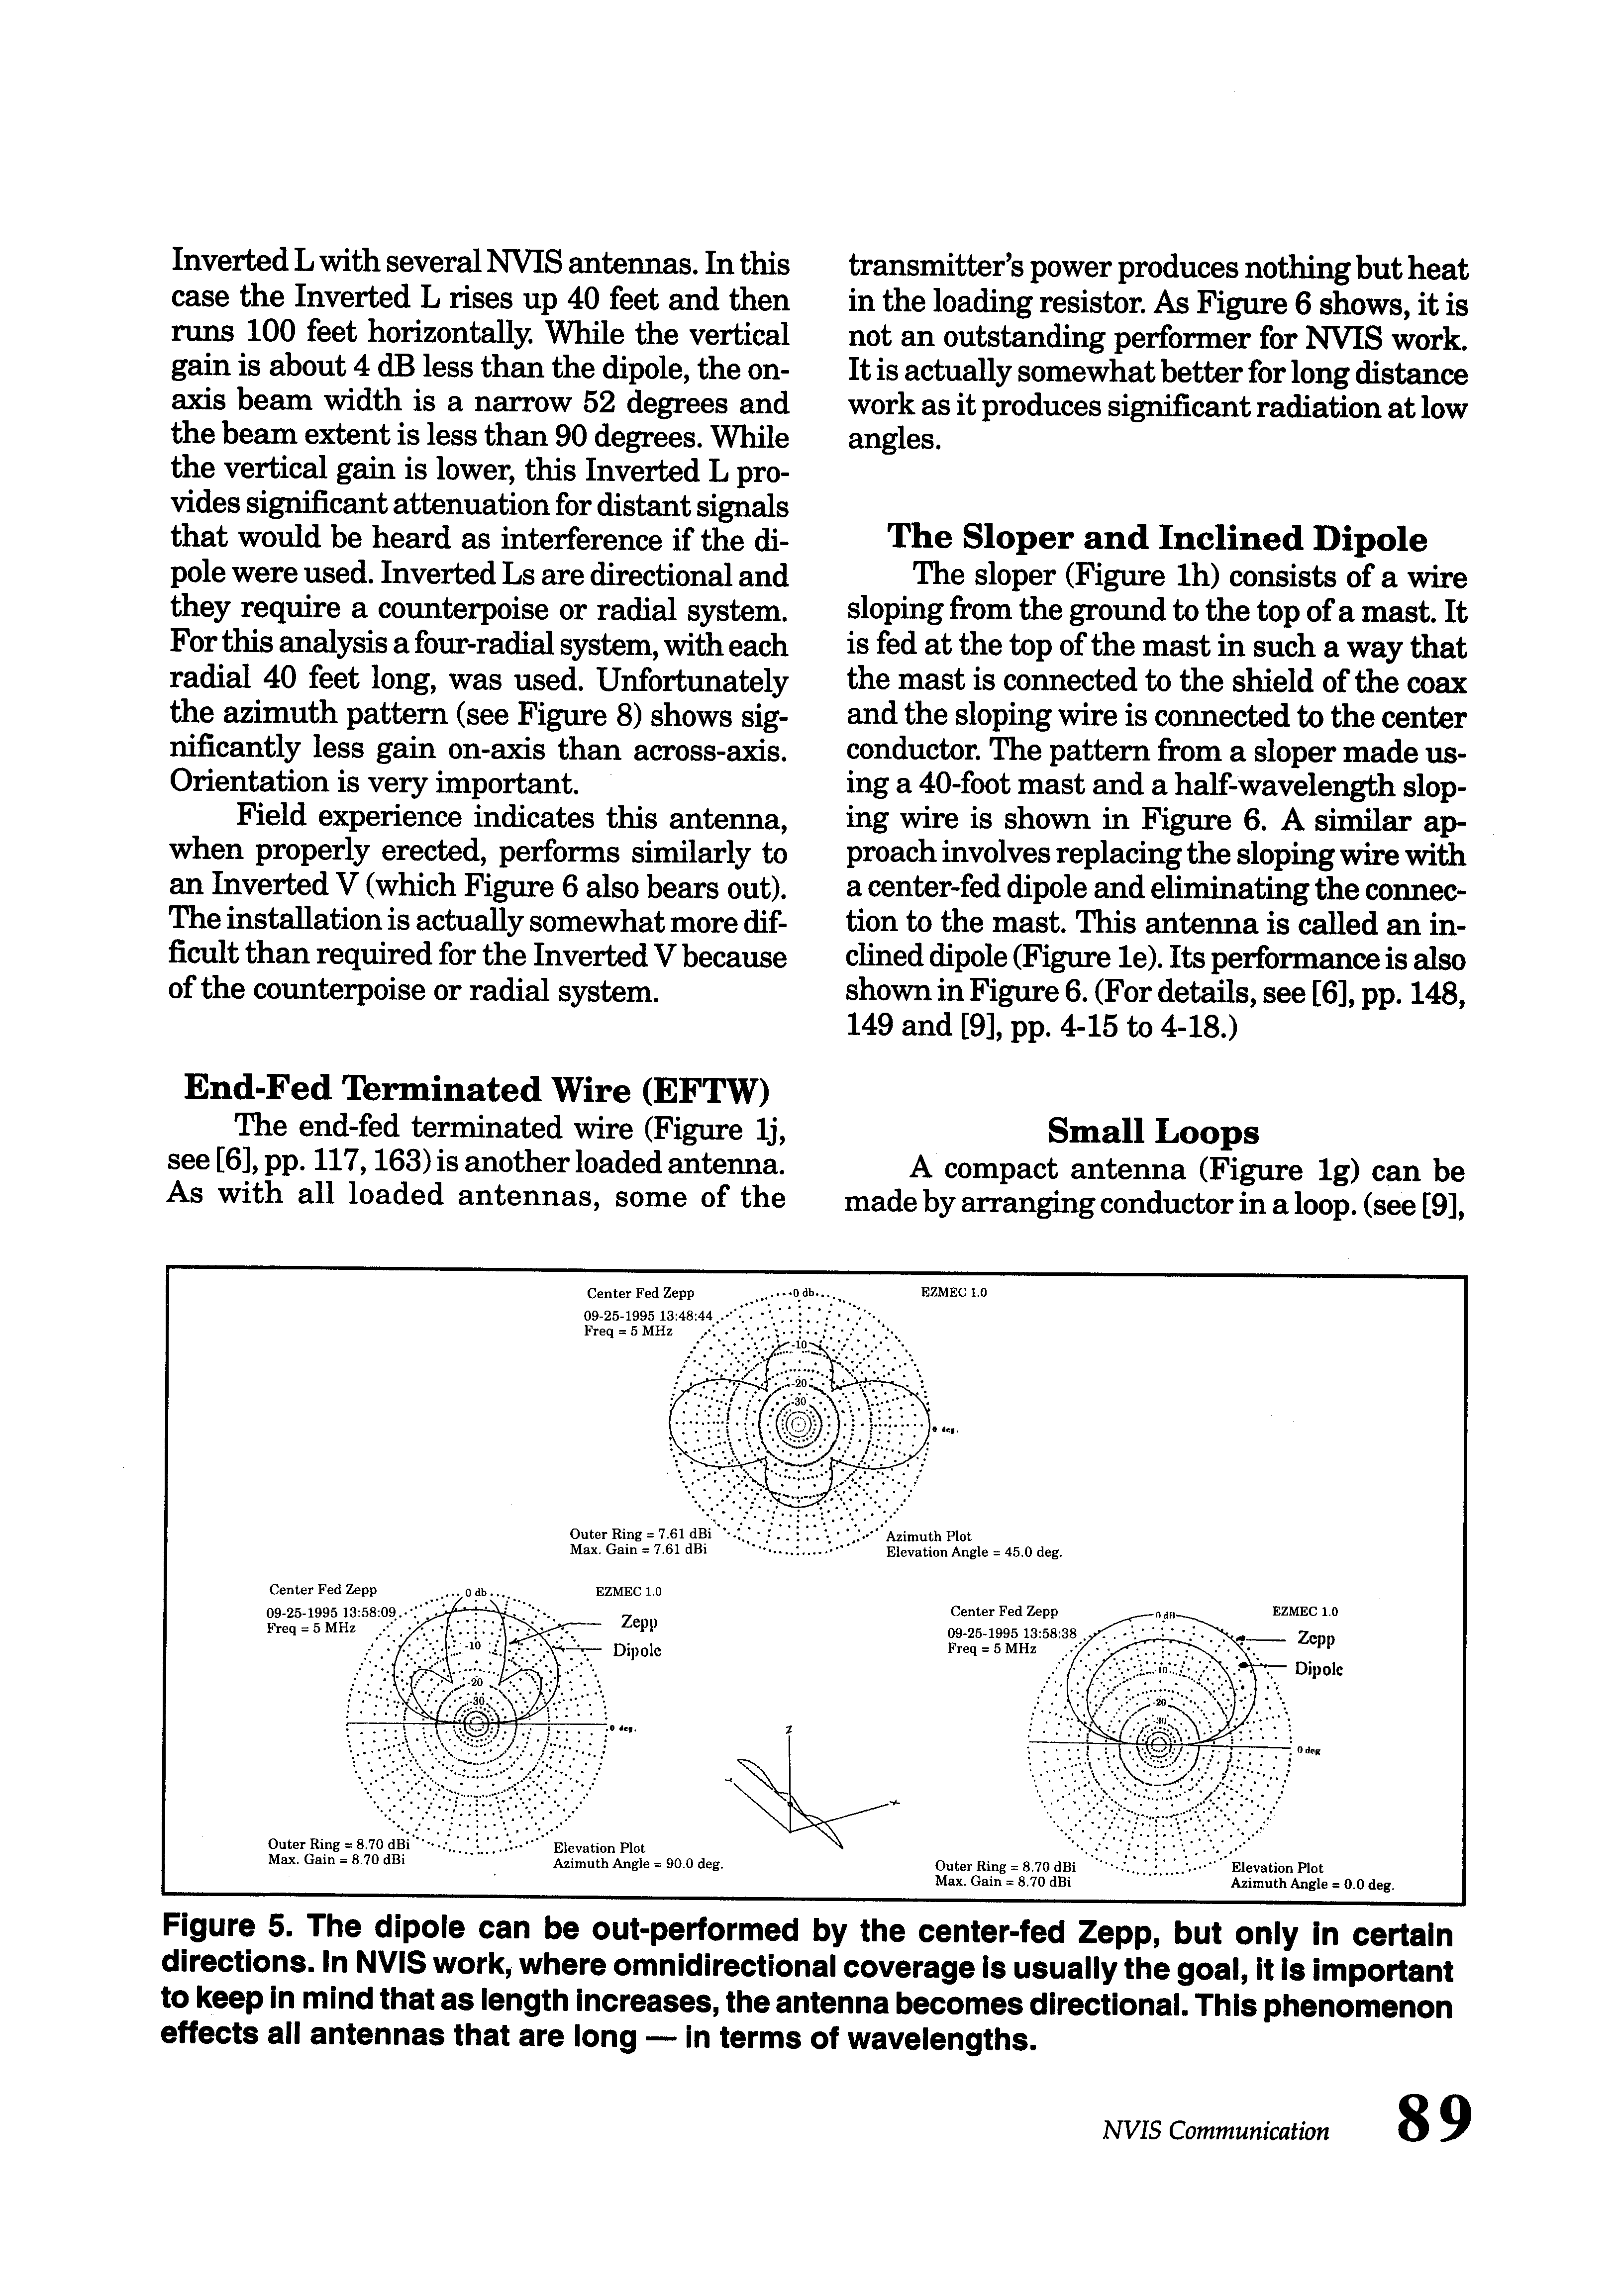 Inverted L with several NVIS antennas. In this
case the Inverted L rises up 40 feet and then
runs 100 feet horizontally. While the vertical
gain is about 4 dB less than the dipole, the on-
axis beam width is a narrow 52 degrees and
the beam extent is less than 90 degrees. While
the vertical gain is lower, this Inverted L pro-
vides significant attenuation for distant signals
that would be heard as interference if the di-
pole were used. Inverted Ls are directional and
they require a counterpoise or radial system.
For this analysis a four-radial system, with each
radial 40 feet long, was used. Unfortunately
the azimuth pattern (see Figure 8) shows sig-
nificantly less gain on-axis than across-axis.
Orientation is very important.
Field experience indicates this antenna,
when properly erected, performs similarly to
an Inverted V (which Figure 6 also bears out).
The installation is actually somewhat more dif-
ficult than required for the Inverted V because
of the counterpoise or radial system.
End-Fed Terminated Wire (EFTW)
The end-fed terminated wire (Figure 1j,
see [6], pp. 117, 163) is another loaded antenna.
As with all loaded antennas, some of the
transmitter's power produces nothing but heat
in the loading resistor. As Figure 6 shows, it is
not an outstanding performer for NVIS work.
It is actually somewhat better for long distance
work as it produces significant radiation at low
angles.
The Sloper and Inclined Dipole
The sloper (Figure 1h) consists of a wire
sloping from the ground to the top of a mast. It
is fed at the top of the mast in such a way that
the mast is connected to the shield of the coax
and the sloping wire is connected to the center
conductor. The pattern from a sloper made us-
ing a 40-foot mast and a half-wavelength slop-
ing wire is shown in Figure 6. A similar ap-
proach involves replacing the sloping wire with
a center-fed dipole and eliminating the connec-
tion to the mast. This antenna is called an in-
clined dipole (Figure 1e). Its performance is also
shown in Figure 6. (For details, see [6], pp. 148,
149 and [9], pp. 4-15 to 4-18.)
Small Loops
A compact antenna (Figure 1g) can be
made by arranging conductor in a loop. (see [9],
Center Fed Zepp
09-25-1995 13:48:44
Freq = 5 MHz
0 db
EZMEC 1.0
-10
-20
-30
0 deg.
Outer Ring = 7.61 dBi
Max. Gain = 7.61 dBi
Azimuth Plot
Elevation Angle = 45.0 deg.
Center Fed Zepp
09-25-1995 13:58:09
Freq = 5 MHz
0 db
EZMEC 1.0
Zepp
Dipole
-10
-20
-30
0 deg.
Outer Ring = 8.70 dBi
Max. Gain = 8.70 dBi
Elevation Plot
Azimuth Angle = 90.0 deg.
Z
Y
X
Center Fed Zepp
09-25-1995 13:58:38
Freq = 5 MHz
0 dB
EZMEC 1.0
Zepp
Dipole
-10
-20
-30
0 deg
Outer Ring = 8.70 dBi
Max. Gain = 8.70 dBi
Elevation Plot
Azimuth Angle = 0.0 deg.
Figure 5. The dipole can be out-performed by the center-fed Zepp, but only in certain
directions. In NVIS work, where omnidirectional coverage is usually the goal, it is important
to keep in mind that as length increases, the antenna becomes directional. This phenomenon
effects all antennas that are long — in terms of wavelengths.
NVIS Communication 89